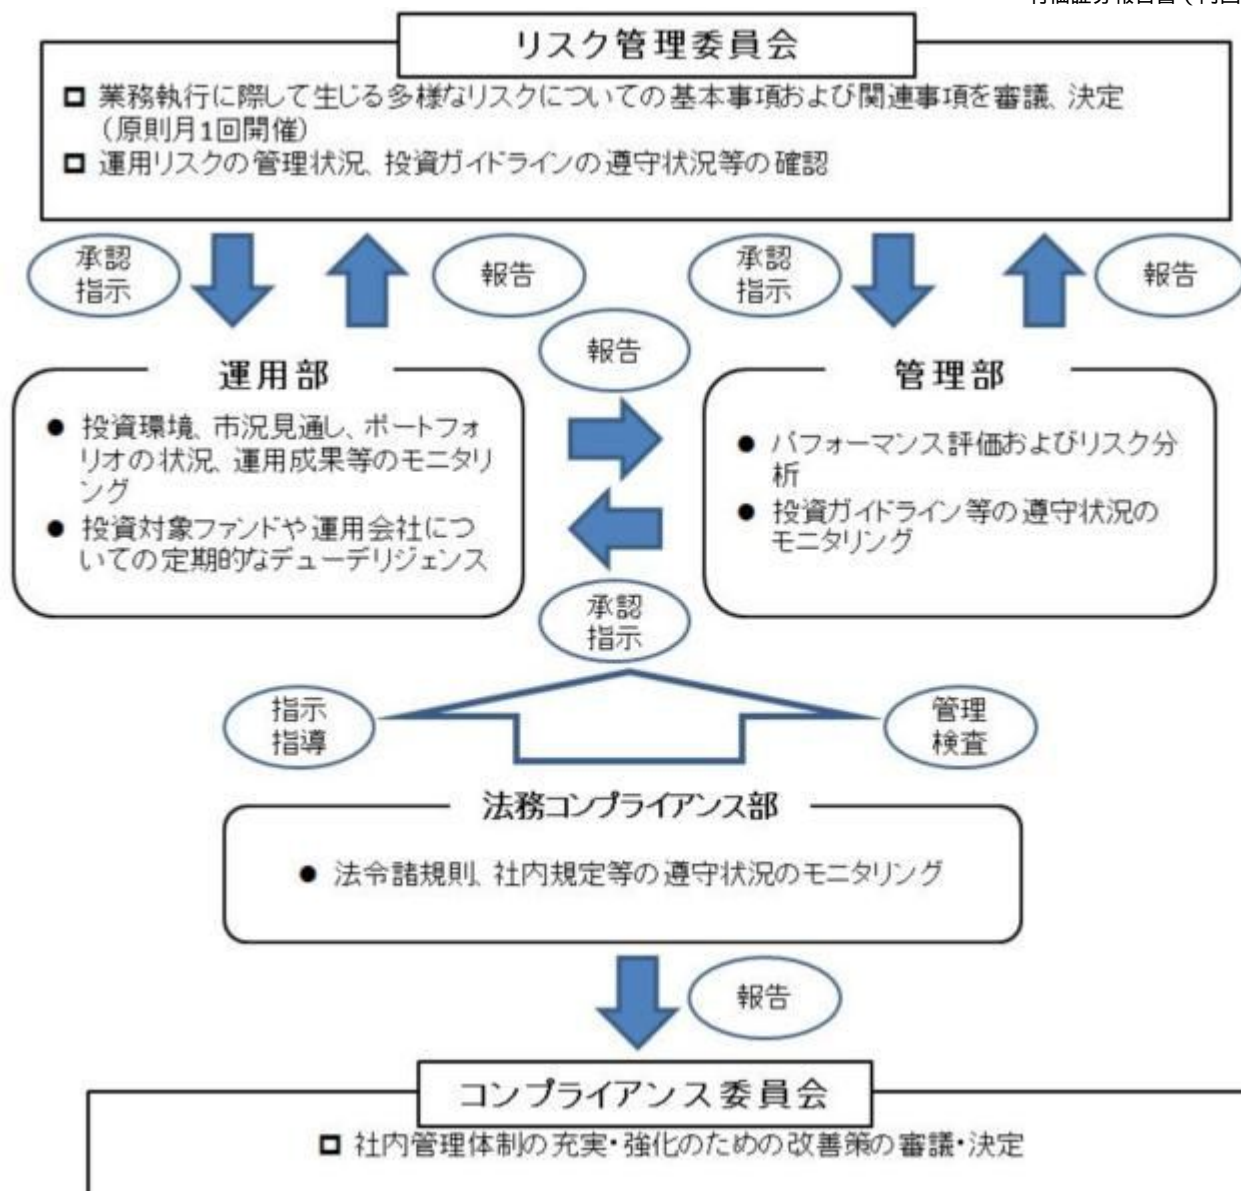 リスク管理委員会
業務執行に際して生じる多様なリスクについての基本事項および関連事項を審議、決定
（原則月1回開催）
運用リスクの管理状況、投資ガイドラインの遵守状況等の確認
承認
指示
報告
承認
指示
報告
報告
運用部
投資環境、市況見通し、ポートフォ
リオの状況、運用成果等のモニタリ
ング
投資対象ファンドや運用会社につ
いての定期的なデューデリジェンス
管理部
パフォーマンス評価およびリスク分
析
投資ガイドライン等の遵守状況の
モニタリング
承認
指示
指示
指導
管理
検査
法務コンプライアンス部
法令諸規則、社内規定等の遵守状況のモニタリング
報告
コンプライアンス委員会
社内管理体制の充実・強化のための改善策の審議・決定